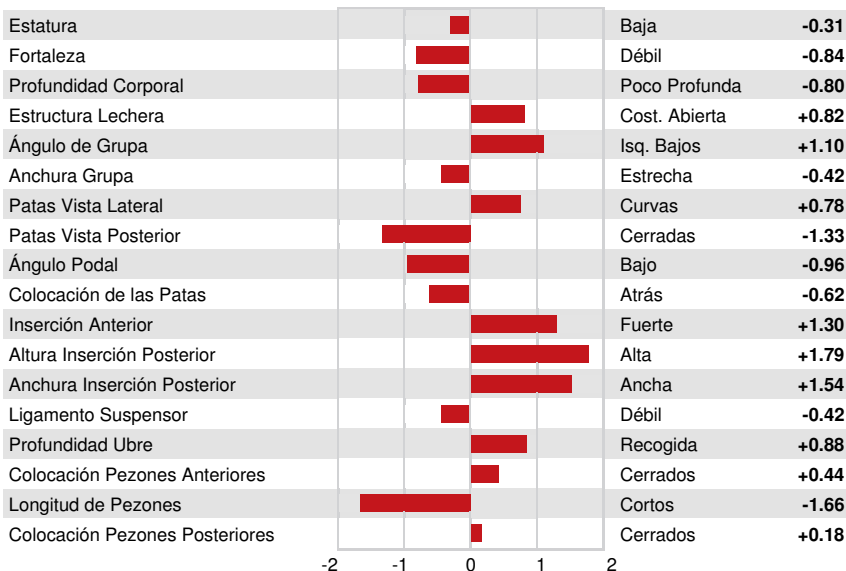 Estatura Baja -0.31
Fortaleza Débil -0.84
Profundidad Corporal Poco Profunda -0.80
Estructura Lechera Cost. Abierta +0.82
Ángulo de Grupa Isq. Bajos +1.10
Anchura Grupa Estrecha -0.42
Patas Vista Lateral Curvas +0.78
Patas Vista Posterior Cerradas -1.33
Ángulo Podal Bajo -0.96
Colocación de las Patas Atrás -0.62
Inserción Anterior Fuerte +1.30
Altura Inserción Posterior Alta +1.79
Anchura Inserción Posterior Ancha +1.54
Ligamento Suspensor Débil -0.42
Profundidad Ubre Recogida +0.88
Colocación Pezones Anteriores Cerrados +0.44
Longitud de Pezones Cortos -1.66
Colocación Pezones Posteriores Cerrados +0.18
-2 -1 0 1 2